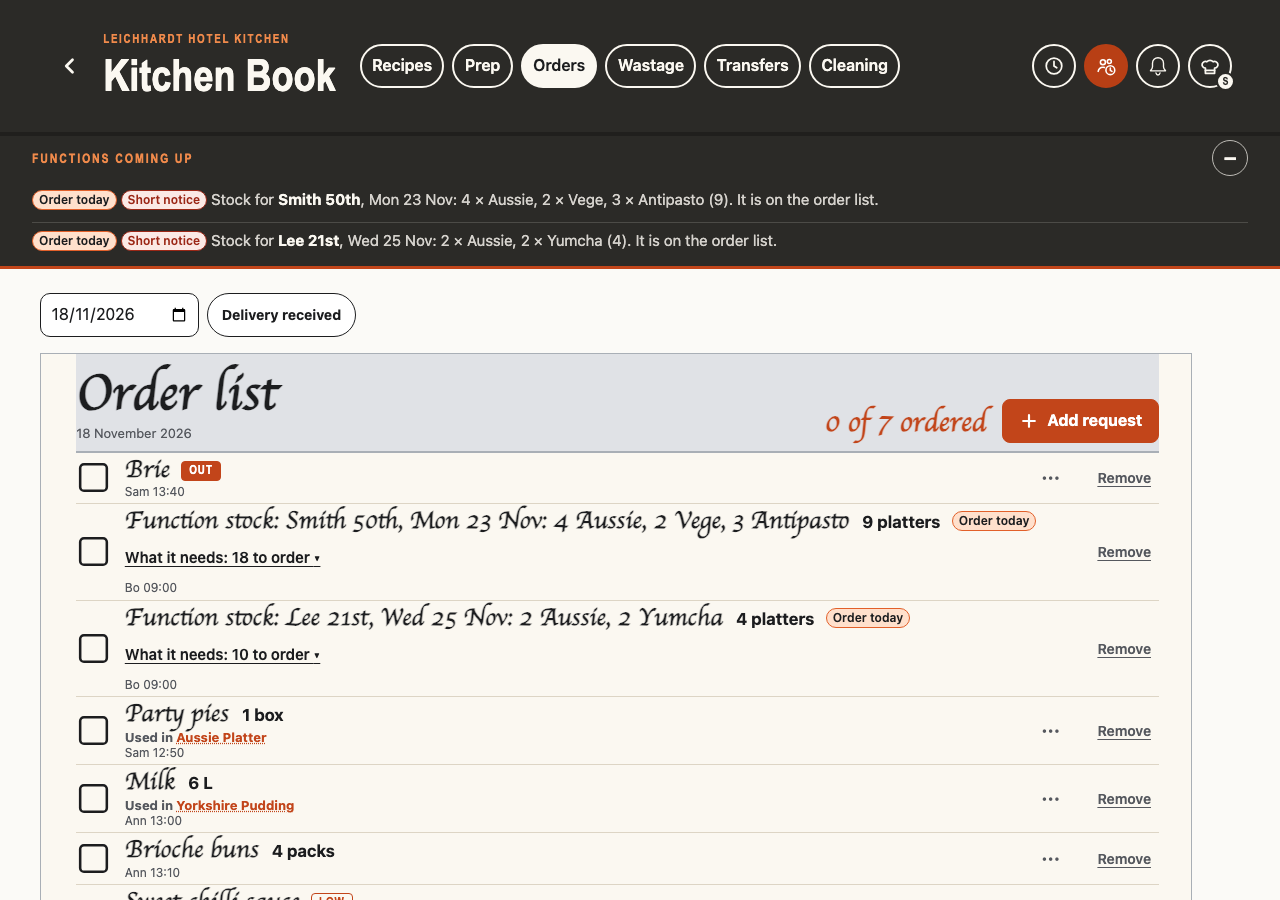 LEICHHARDT HOTEL KITCHEN
Kitchen Book
Recipes Prep Orders Wastage Transfers Cleaning
S
FUNCTIONS COMING UP
Order today Short notice Stock for Smith 50th, Mon 23 Nov: 4 × Aussie, 2 × Vege, 3 × Antipasto (9). It is on the order list.
Order today Short notice Stock for Lee 21st, Wed 25 Nov: 2 × Aussie, 2 × Yumcha (4). It is on the order list.
18/11/2026 Delivery received
Order list
18 November 2026
0 of 7 ordered + Add request
Brie OUT
Sam 13:40
... Remove
Function stock: Smith 50th, Mon 23 Nov: 4 Aussie, 2 Vege, 3 Antipasto 9 platters Order today
What it needs: 18 to order ▾
Bo 09:00
Remove
Function stock: Lee 21st, Wed 25 Nov: 2 Aussie, 2 Yumcha 4 platters Order today
What it needs: 10 to order ▾
Bo 09:00
Remove
Party pies 1 box
Used in Aussie Platter
Sam 12:50
... Remove
Milk 6 L
Used in Yorkshire Pudding
Ann 13:00
... Remove
Brioche buns 4 packs
Ann 13:10
... Remove
Sweet chilli sauce LOW